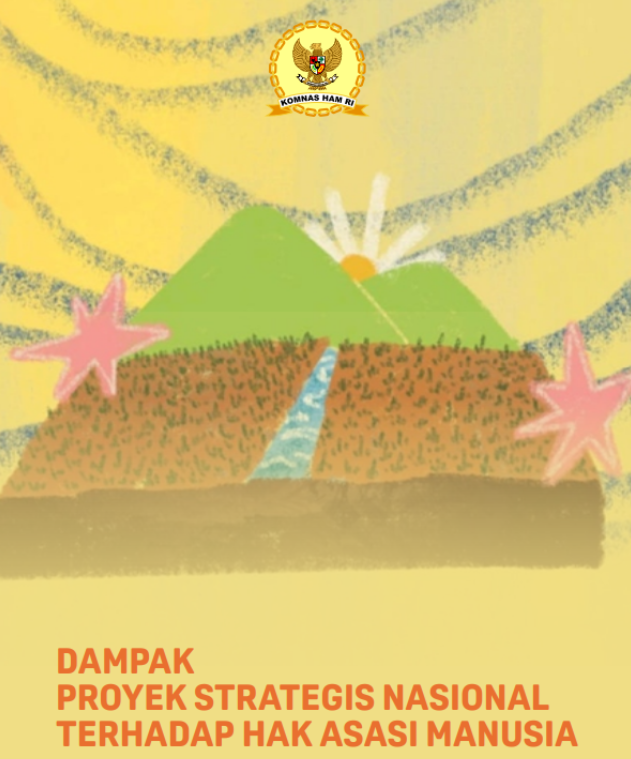 KOMNAS HAM RI
DAMPAK
PROYEK STRATEGIS NASIONAL
TERHADAP HAK ASASI MANUSIA